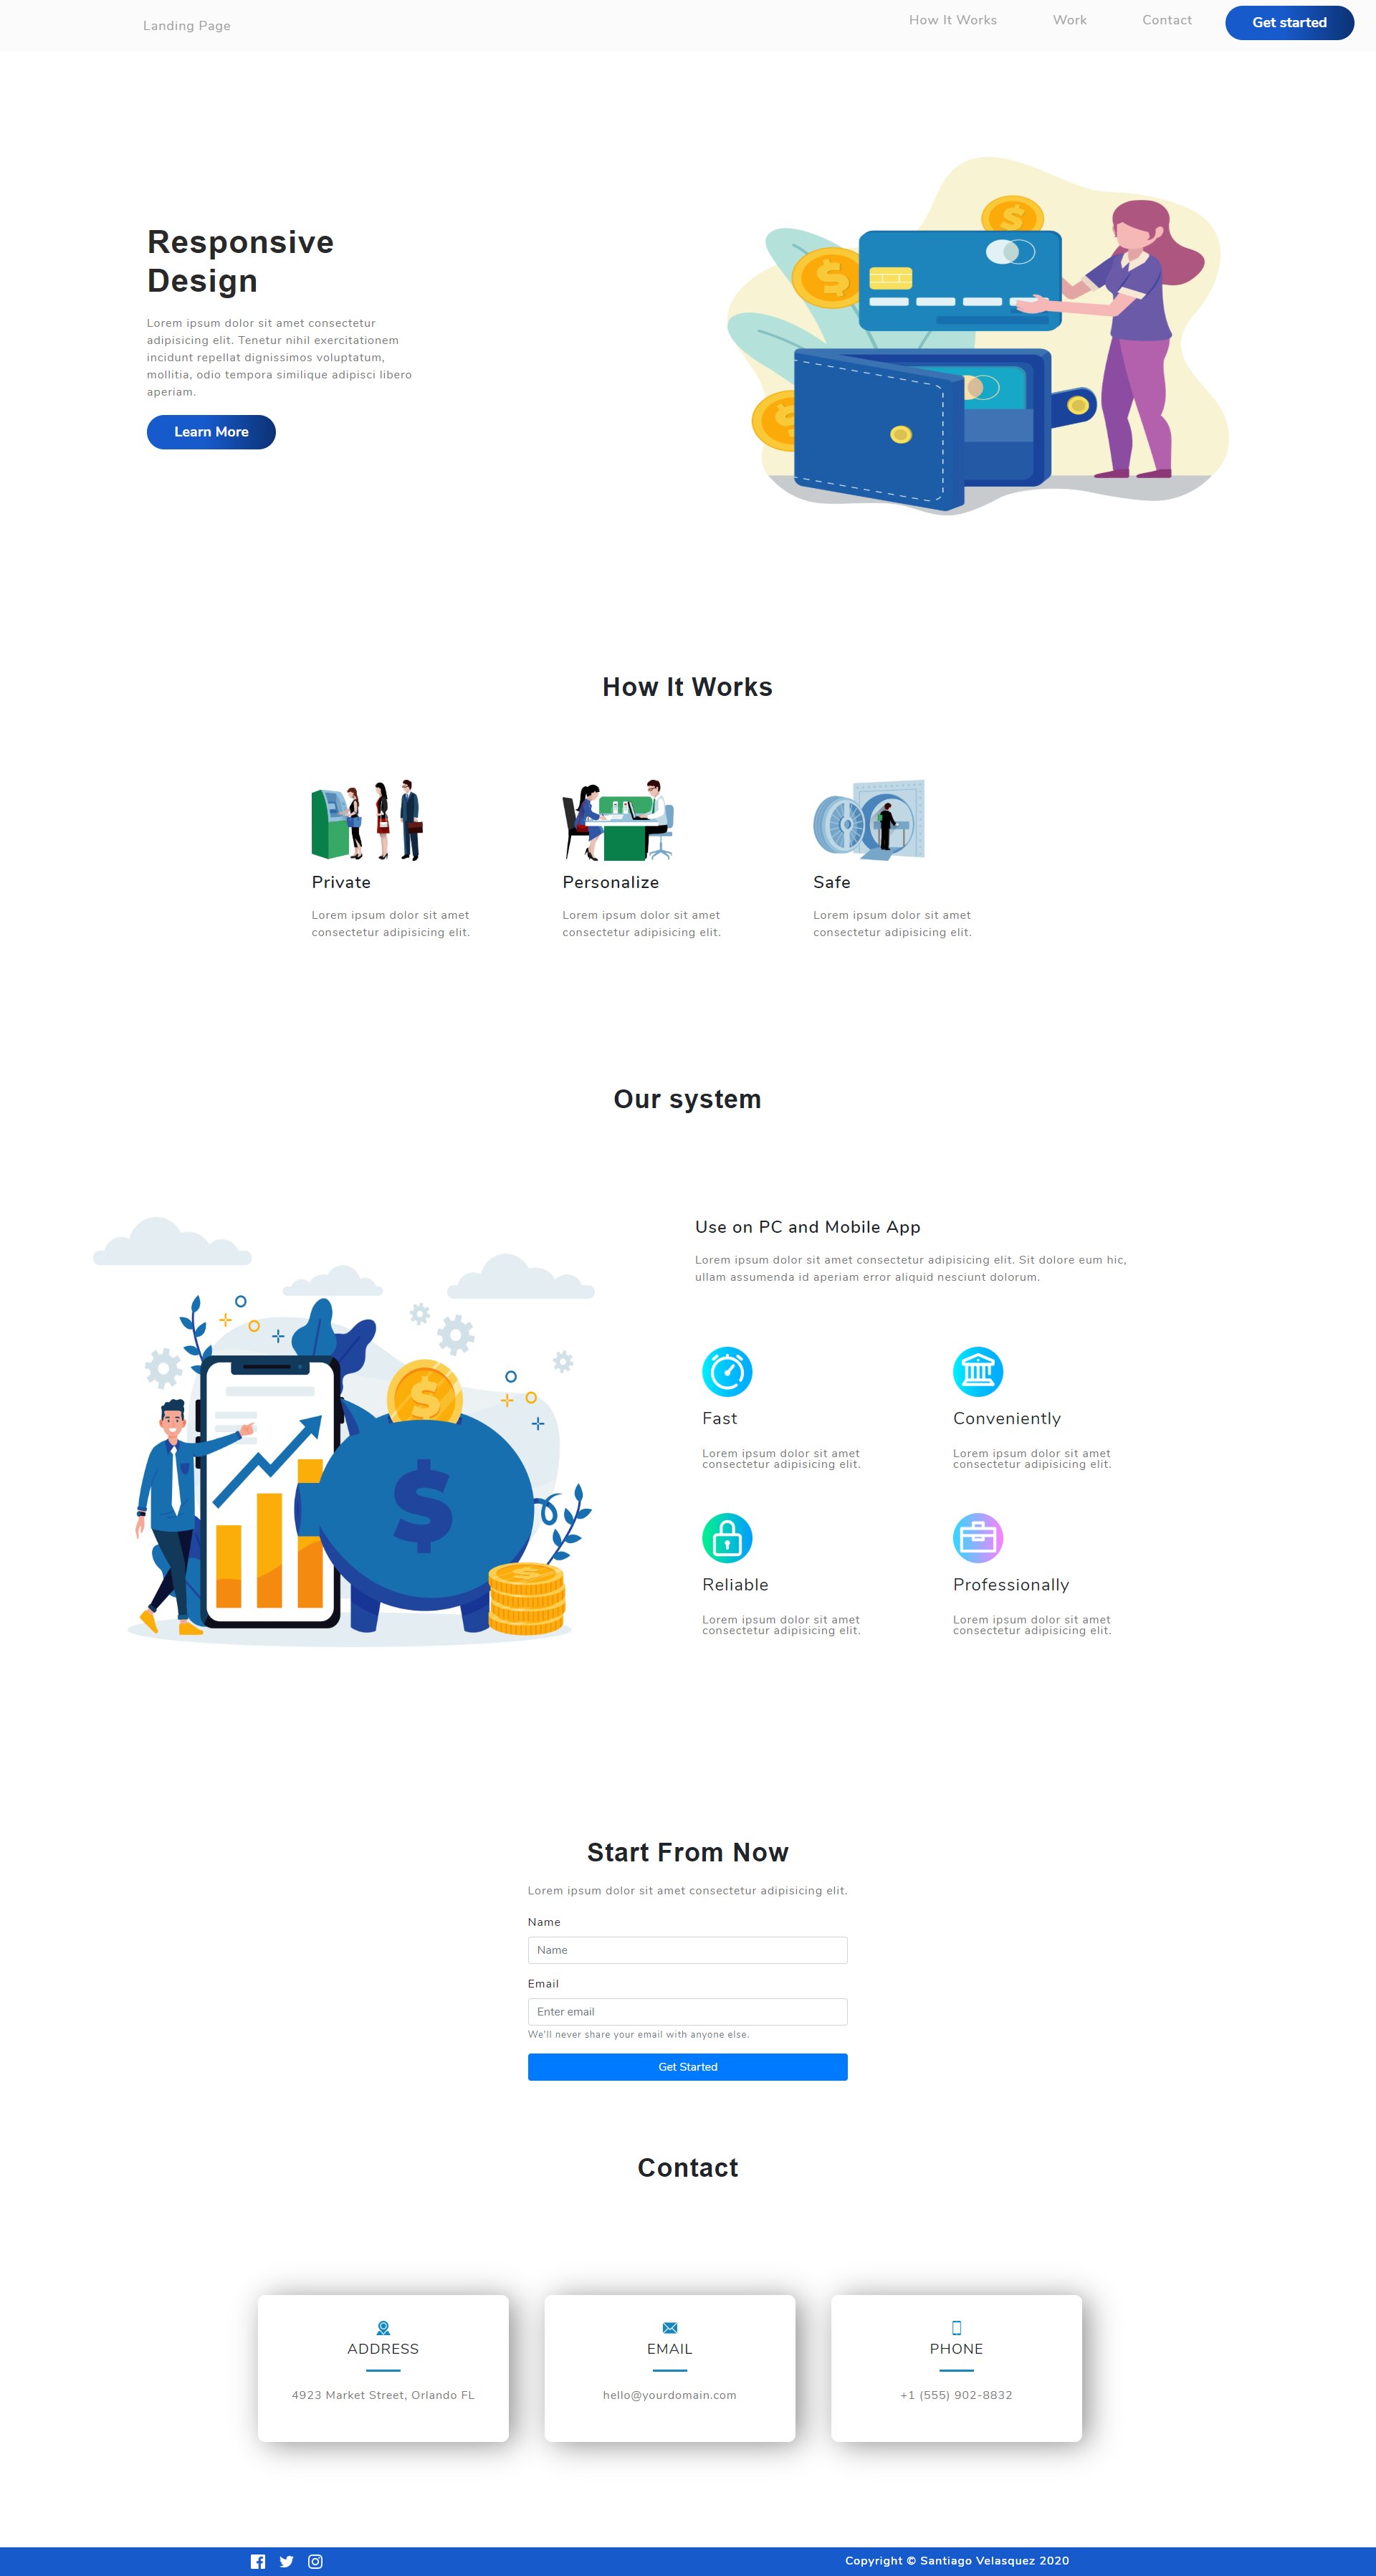 Landing Page
How It Works
Work
Contact
Get started
Responsive
Design
Lorem ipsum dolor sit amet consectetur
adipisicing elit. Tenetur nihil exercitationem
incidunt repellat dignissimos voluptatum,
mollitia, odio tempora similique adipisci libero
aperiam.
Learn More
$
$
$
How It Works
Private
Lorem ipsum dolor sit amet
consectetur adipisicing elit.
Personalize
Lorem ipsum dolor sit amet
consectetur adipisicing elit.
Safe
Lorem ipsum dolor sit amet
consectetur adipisicing elit.
Our system
$
$
$
Use on PC and Mobile App
Lorem ipsum dolor sit amet consectetur adipisicing elit. Sit dolore eum hic,
ullam assumenda id aperiam error aliquid nesciunt dolorum.
Fast
Lorem ipsum dolor sit amet
consectetur adipisicing elit.
Conveniently
Lorem ipsum dolor sit amet
consectetur adipisicing elit.
Reliable
Lorem ipsum dolor sit amet
consectetur adipisicing elit.
Professionally
Lorem ipsum dolor sit amet
consectetur adipisicing elit.
Start From Now
Lorem ipsum dolor sit amet consectetur adipisicing elit.
Name
Name
Email
Enter email
We'll never share your email with anyone else.
Get Started
Contact
ADDRESS
4923 Market Street, Orlando FL
EMAIL
hello@yourdomain.com
PHONE
+1 (555) 902-8832
Copyright © Santiago Velasquez 2020